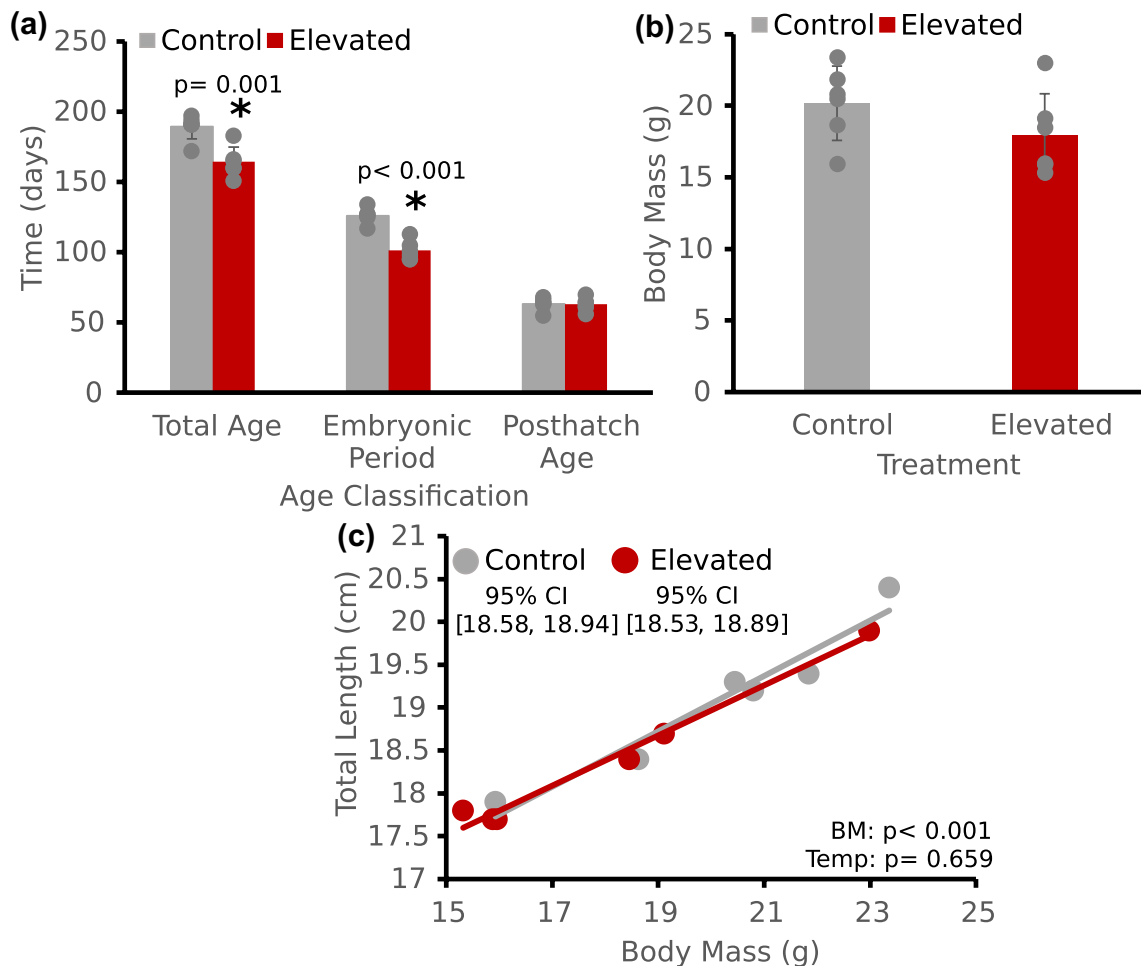 (a)
Control Elevated
250
200
150
100
50
0
Time (days)
p= 0.001
*
p< 0.001
*
Total Age
Embryonic
Period
Posthatch
Age
Age Classification
(b)
Control Elevated
25
20
15
10
5
0
Body Mass (g)
Control Elevated
Treatment
(c)
21
20.5
20
19.5
19
18.5
18
17.5
17
Total Length (cm)
Control Elevated
95% CI 95% CI
[18.58, 18.94] [18.53, 18.89]
BM: p< 0.001
Temp: p= 0.659
15 17 19 21 23 25
Body Mass (g)